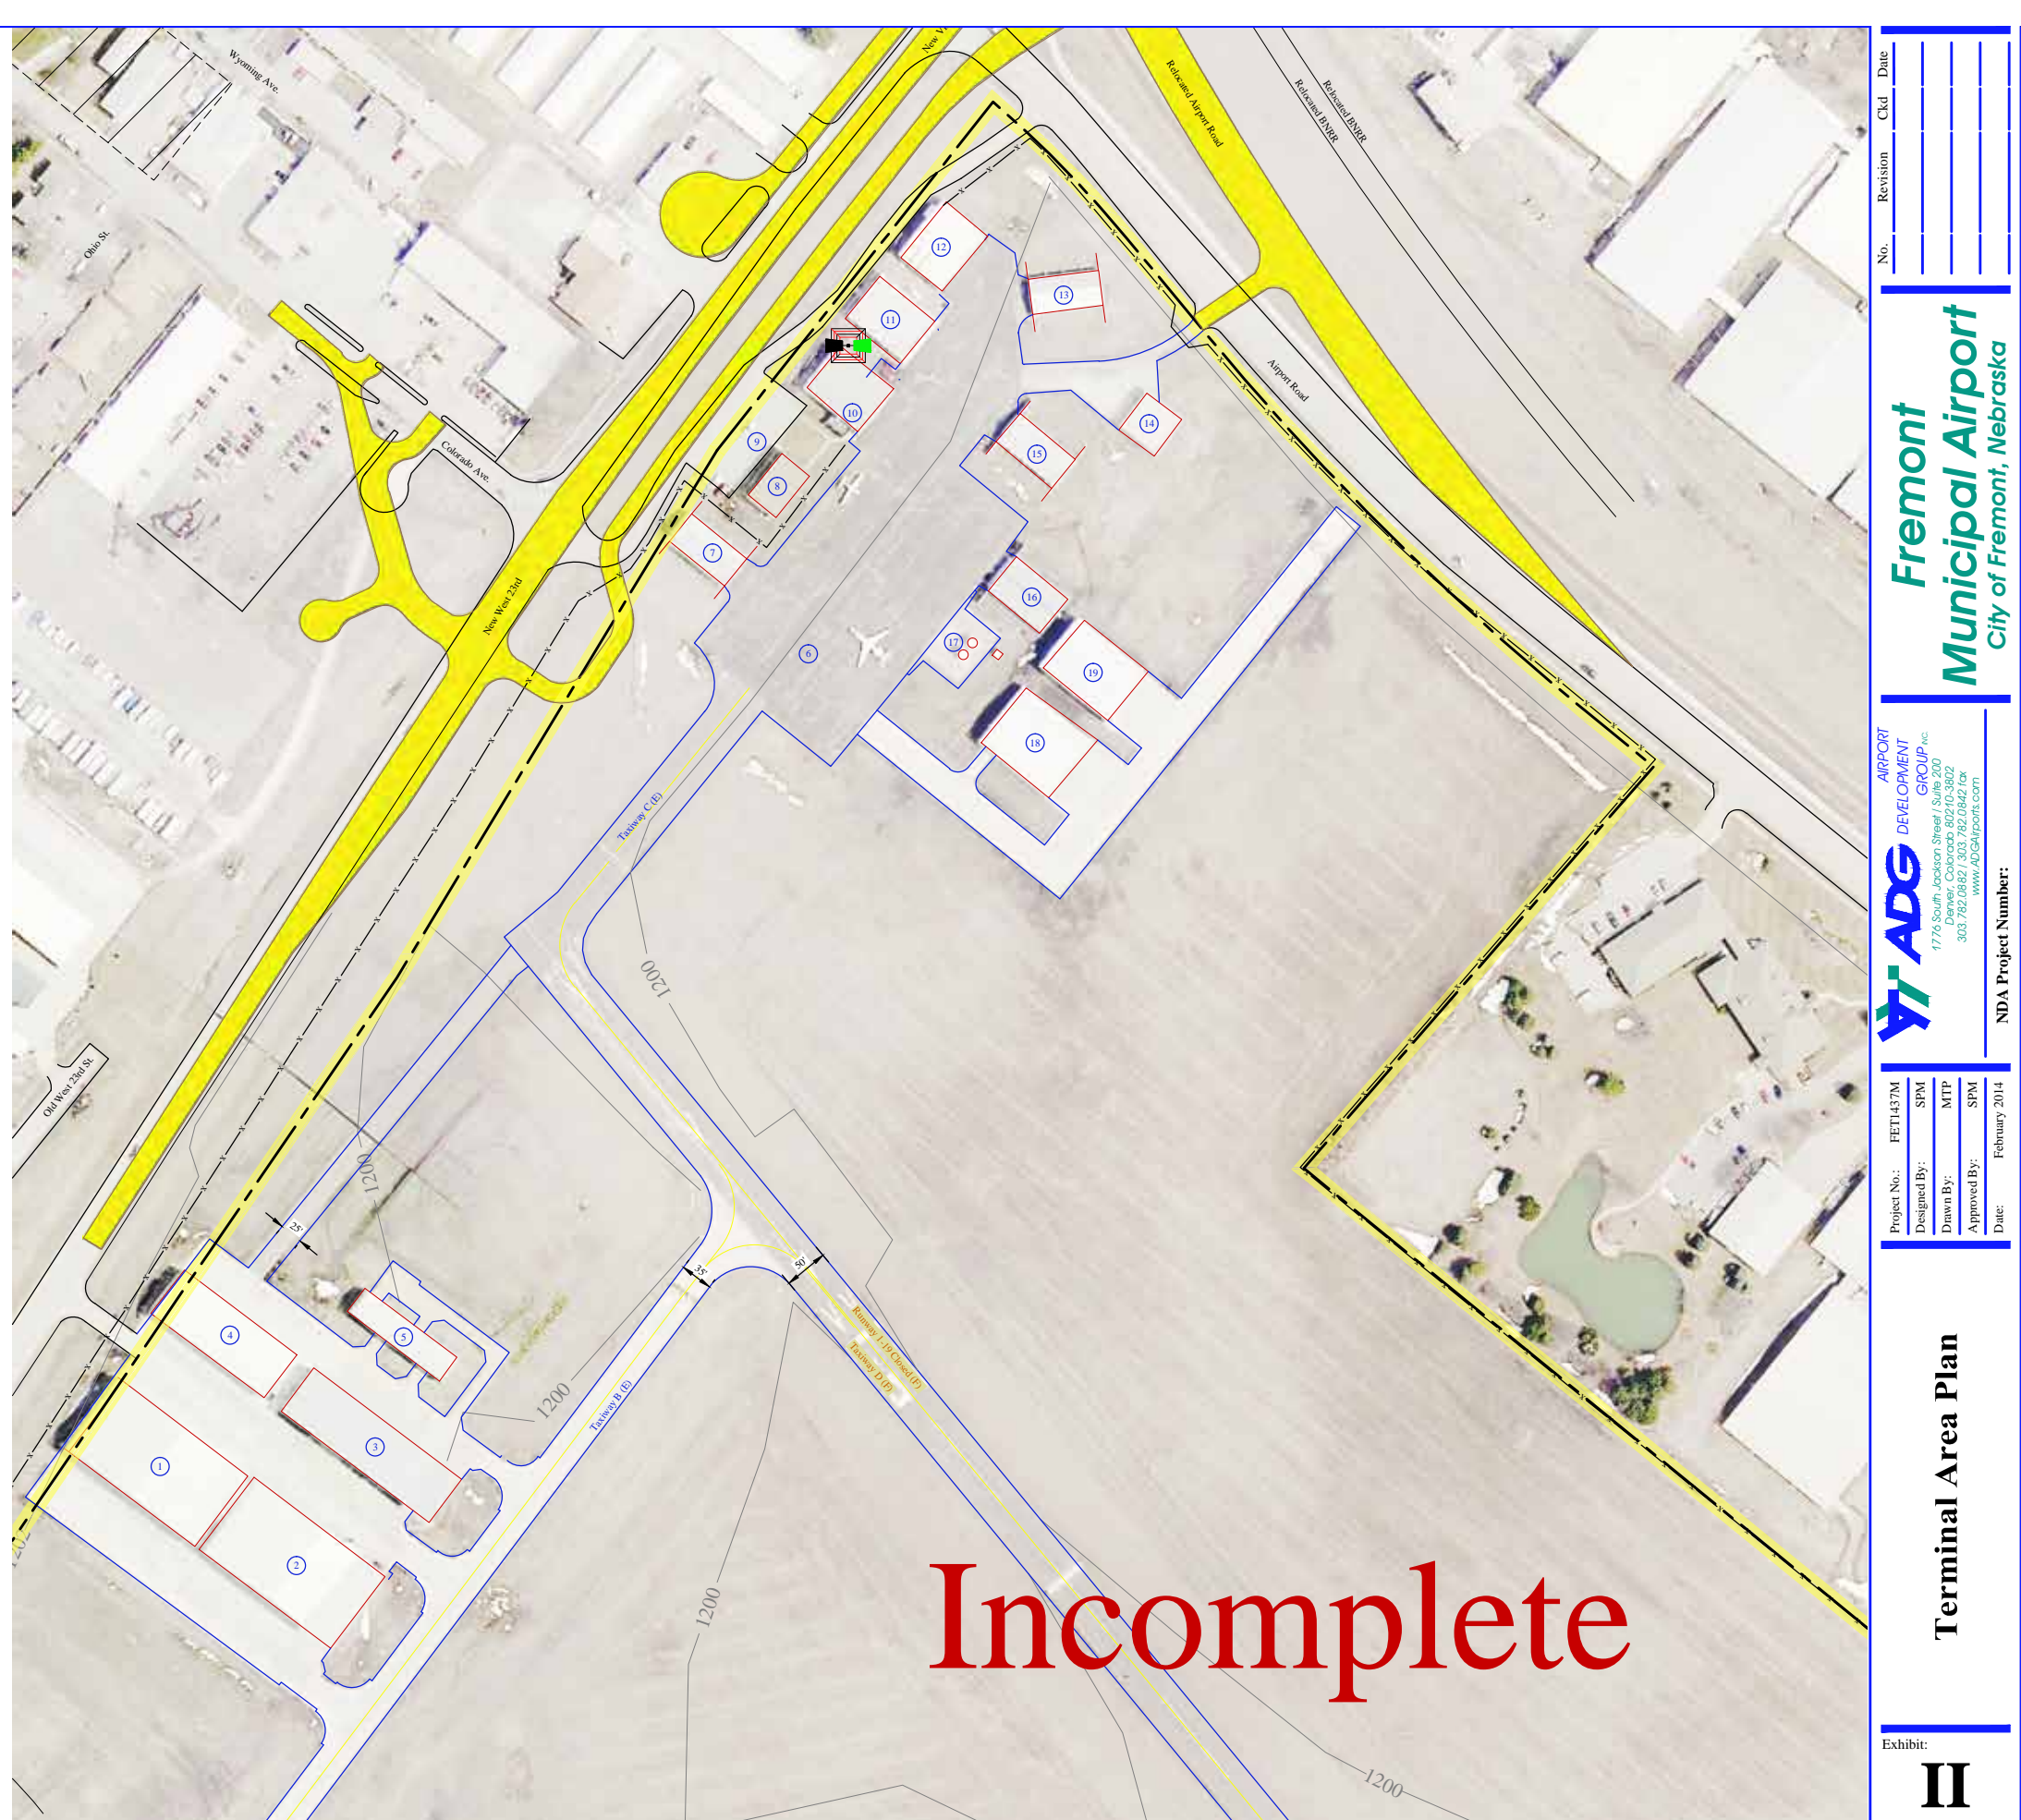 Wyoming Ave.
Ohio St.
Relocated Airport Road
Relocated BNRR
Relocated BNRR
12
11
13
10
9
8
7
14
15
Airport Road
Colorado Ave.
New West 23rd
6
16
17
19
18
Taxiway C (E)
1200
Old West 23rd St.
1200
25'
35'
50'
4
5
3
1
2
1200
Taxiway B (E)
Runway 1-19 Closed (F)
Taxiway D (F)
1200
1200
Incomplete
No. Revision Ckd Date
Fremont
Municipal Airport
City of Fremont, Nebraska
ADG
AIRPORT
DEVELOPMENT
GROUP INC.
1776 South Jackson Street / Suite 200
Denver, Colorado 80210-3802
303.782.0882 / 303.782.0842 fax
www.ADGAirports.com
NDA Project Number:
Project No.: FET1437M
Designed By: SPM
Drawn By: MTP
Approved By: SPM
Date: February 2014
Terminal Area Plan
Exhibit:
II